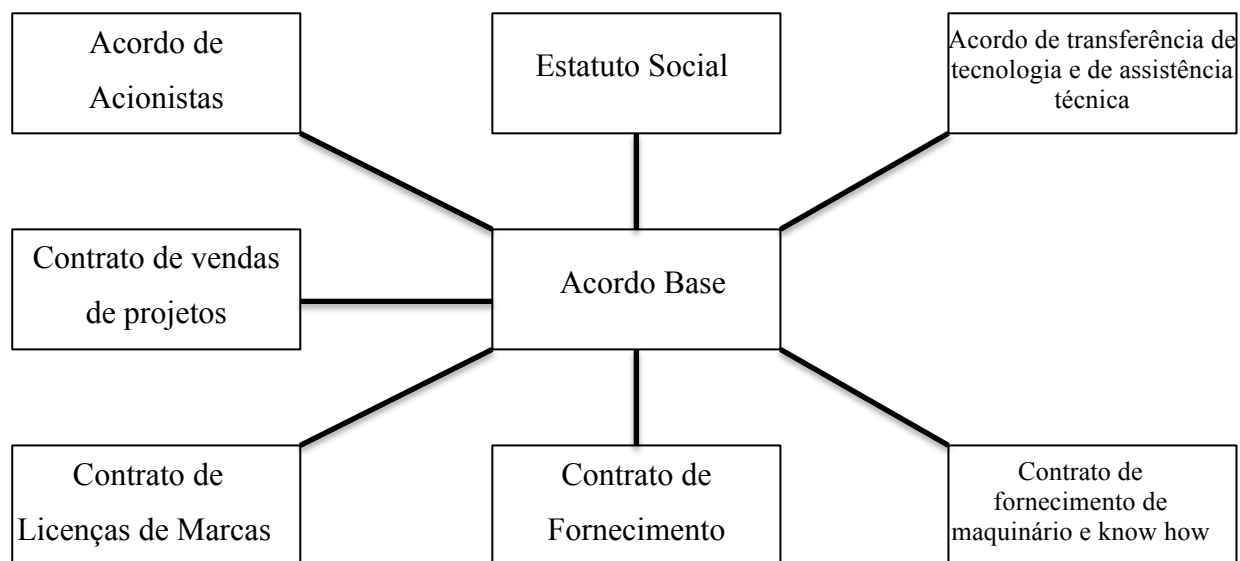 Acordo de
Acionistas
Estatuto Social
Acordo de transferência de
tecnologia e de assistência
técnica
Contrato de vendas
de projetos
Acordo Base
Contrato de
Licenças de Marcas
Contrato de
Fornecimento
Contrato de
fornecimento de
maquinário e know how